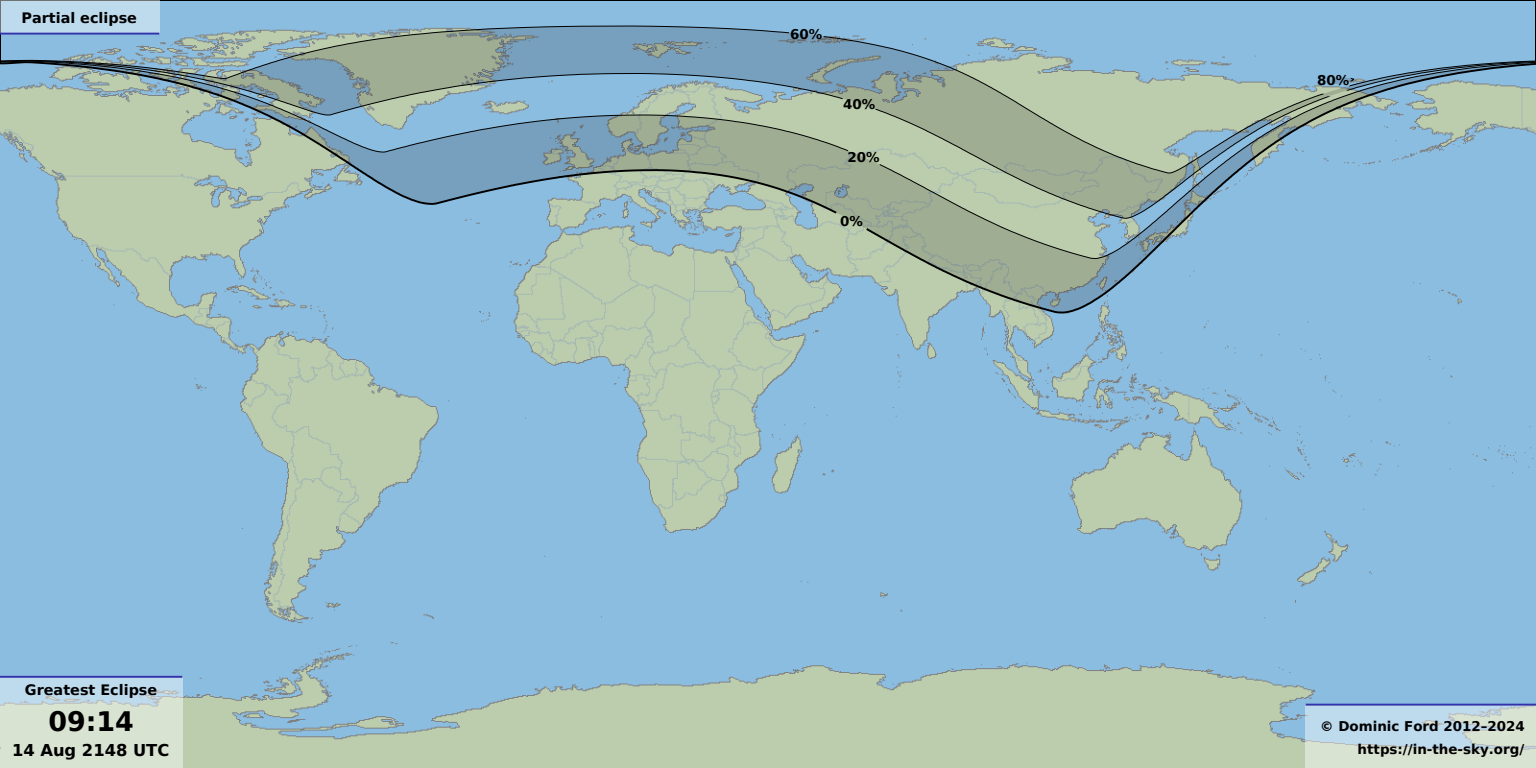 Partial eclipse
60%
80%
40%
20%
0%
Greatest Eclipse
09:14
14 Aug 2148 UTC
© Dominic Ford 2012–2024
https://in-the-sky.org/